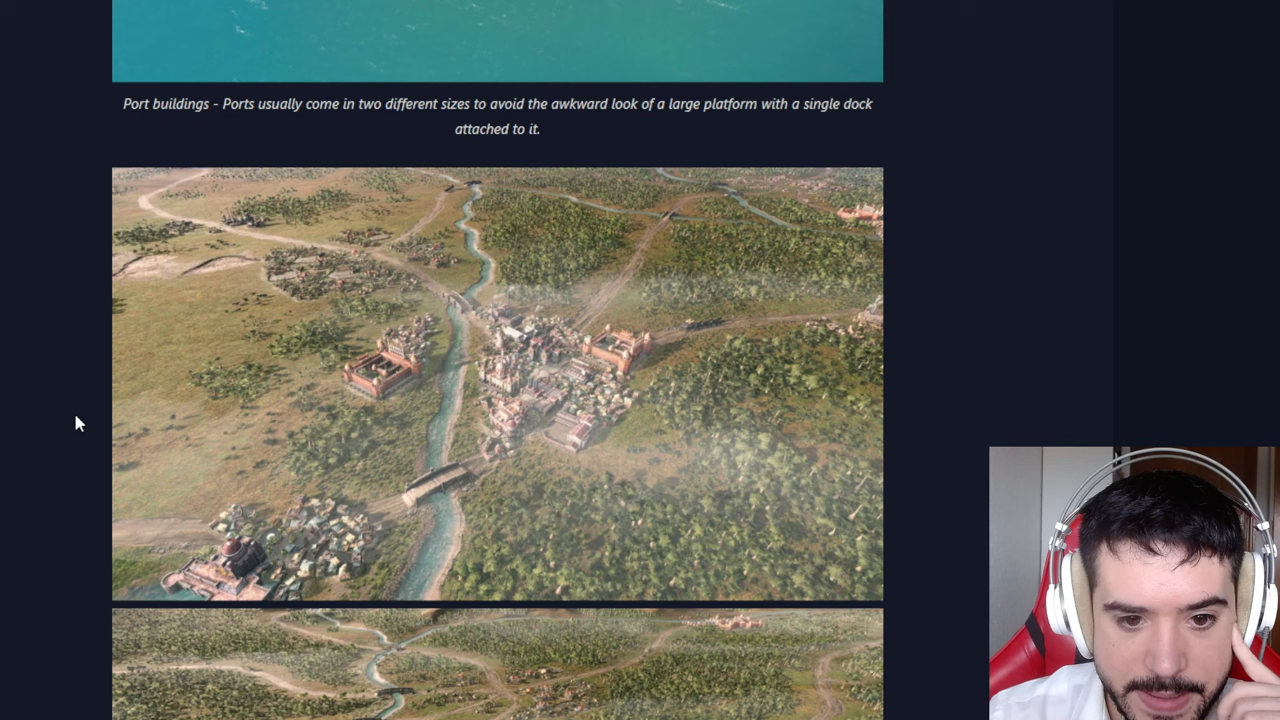 Port buildings - Ports usually come in two different sizes to avoid the awkward look of a large platform with a single dock
attached to it.